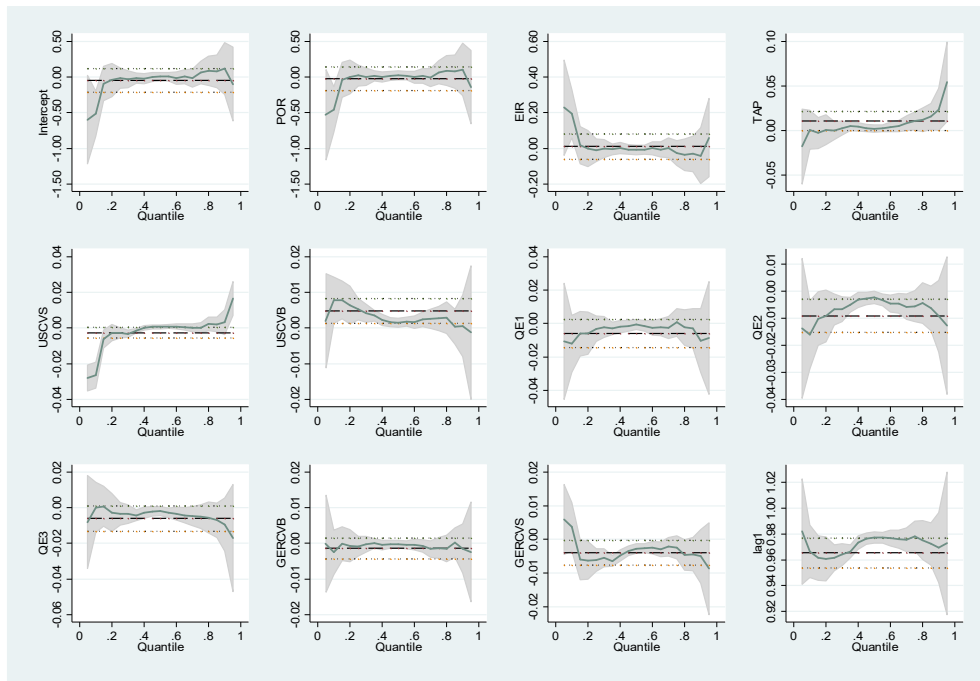 Intercept
-1.50 -1.00 -0.50 0.00 0.50
0 .2 .4 .6 .8 1
Quantile
POR
-1.50 -1.00 -0.50 0.00 0.50
0 .2 .4 .6 .8 1
Quantile
EIR
-0.20 0.00 0.20 0.40 0.60
0 .2 .4 .6 .8 1
Quantile
TAP
-0.05 0.00 0.05 0.10
0 .2 .4 .6 .8 1
Quantile
USCVS
-0.04 -0.02 0.00 0.02 0.04
0 .2 .4 .6 .8 1
Quantile
USCVB
-0.02 -0.01 0.00 0.01 0.02
0 .2 .4 .6 .8 1
Quantile
QE1
-0.04 -0.02 0.00 0.02 0.04
0 .2 .4 .6 .8 1
Quantile
QE2
-0.04 -0.03 -0.02 -0.01 0.00 0.01
0 .2 .4 .6 .8 1
Quantile
QE3
-0.06 -0.04 -0.02 0.00 0.02
0 .2 .4 .6 .8 1
Quantile
GERCVB
-0.02 -0.01 0.00 0.01 0.02
0 .2 .4 .6 .8 1
Quantile
GERCVS
-0.02 -0.01 0.00 0.01 0.02
0 .2 .4 .6 .8 1
Quantile
lag1
0.92 0.94 0.96 0.98 1.00 1.02
0 .2 .4 .6 .8 1
Quantile